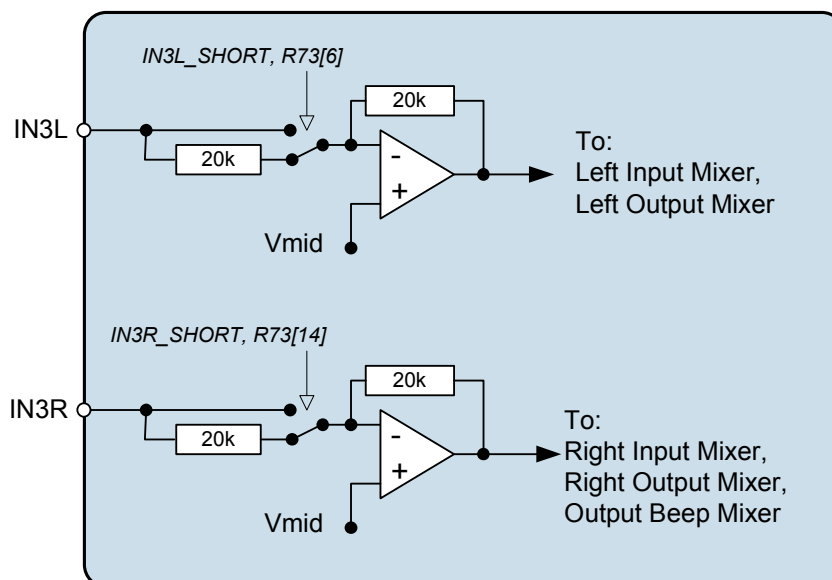 IN3L_SHORT, R73[6]
20k
IN3L
20k
-
+
Vmid
To:
Left Input Mixer,
Left Output Mixer
IN3R_SHORT, R73[14]
20k
IN3R
20k
-
+
Vmid
To:
Right Input Mixer,
Right Output Mixer,
Output Beep Mixer